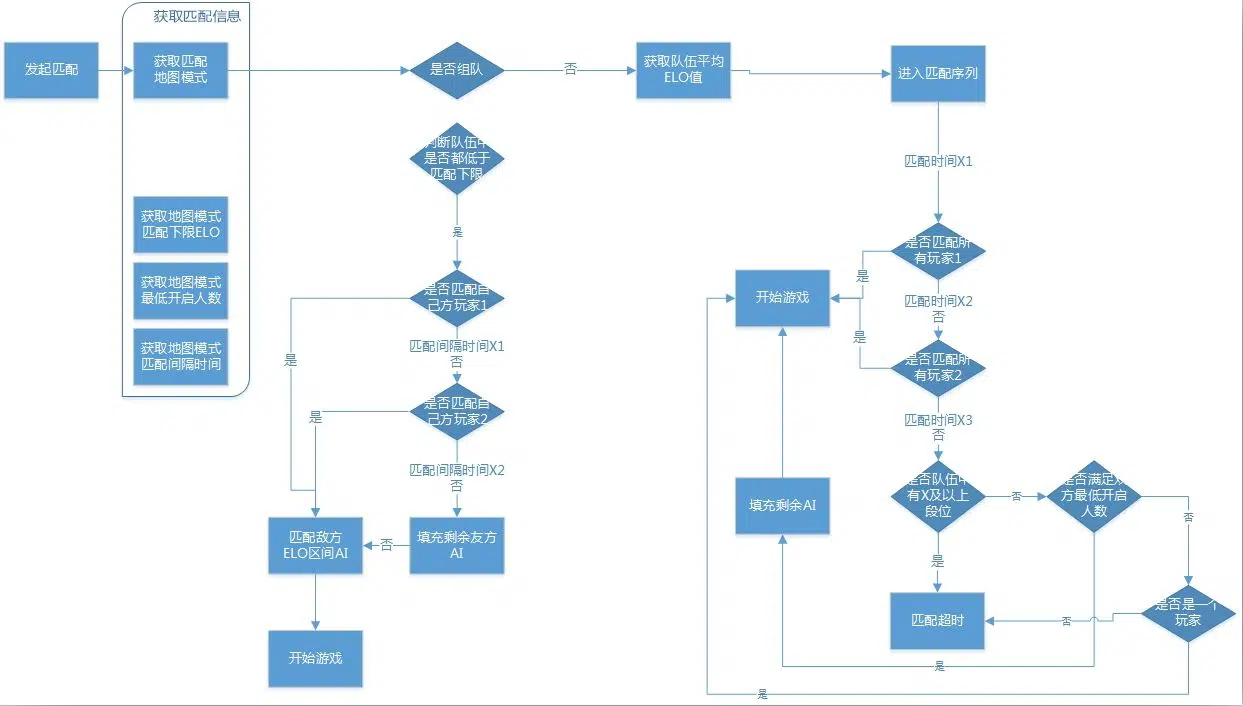 获取匹配信息
发起匹配
获取匹配
地图模式
是否组队
否
获取队伍平均
ELO值
进入匹配序列
获取地图模式
匹配下限ELO
获取地图模式
最低开启人数
获取地图模式
匹配间隔时间
判断队伍中
是否都低于
匹配下限
是
是否匹配自
己方玩家1
是
匹配间隔时间X1
否
是否匹配自
己方玩家2
是
匹配间隔时间X2
否
填充剩余友方
AI
否
匹配敌方
ELO区间AI
开始游戏
匹配时间X1
是否匹配所
有玩家1
是
开始游戏
匹配时间X2
否
是否匹配所
有玩家2
是
匹配时间X3
否
是否队伍中
有X及以上
段位
否
是否满足双
方最低开启
人数
否
填充剩余AI
是
匹配超时
是否是一个
玩家
否
是
是